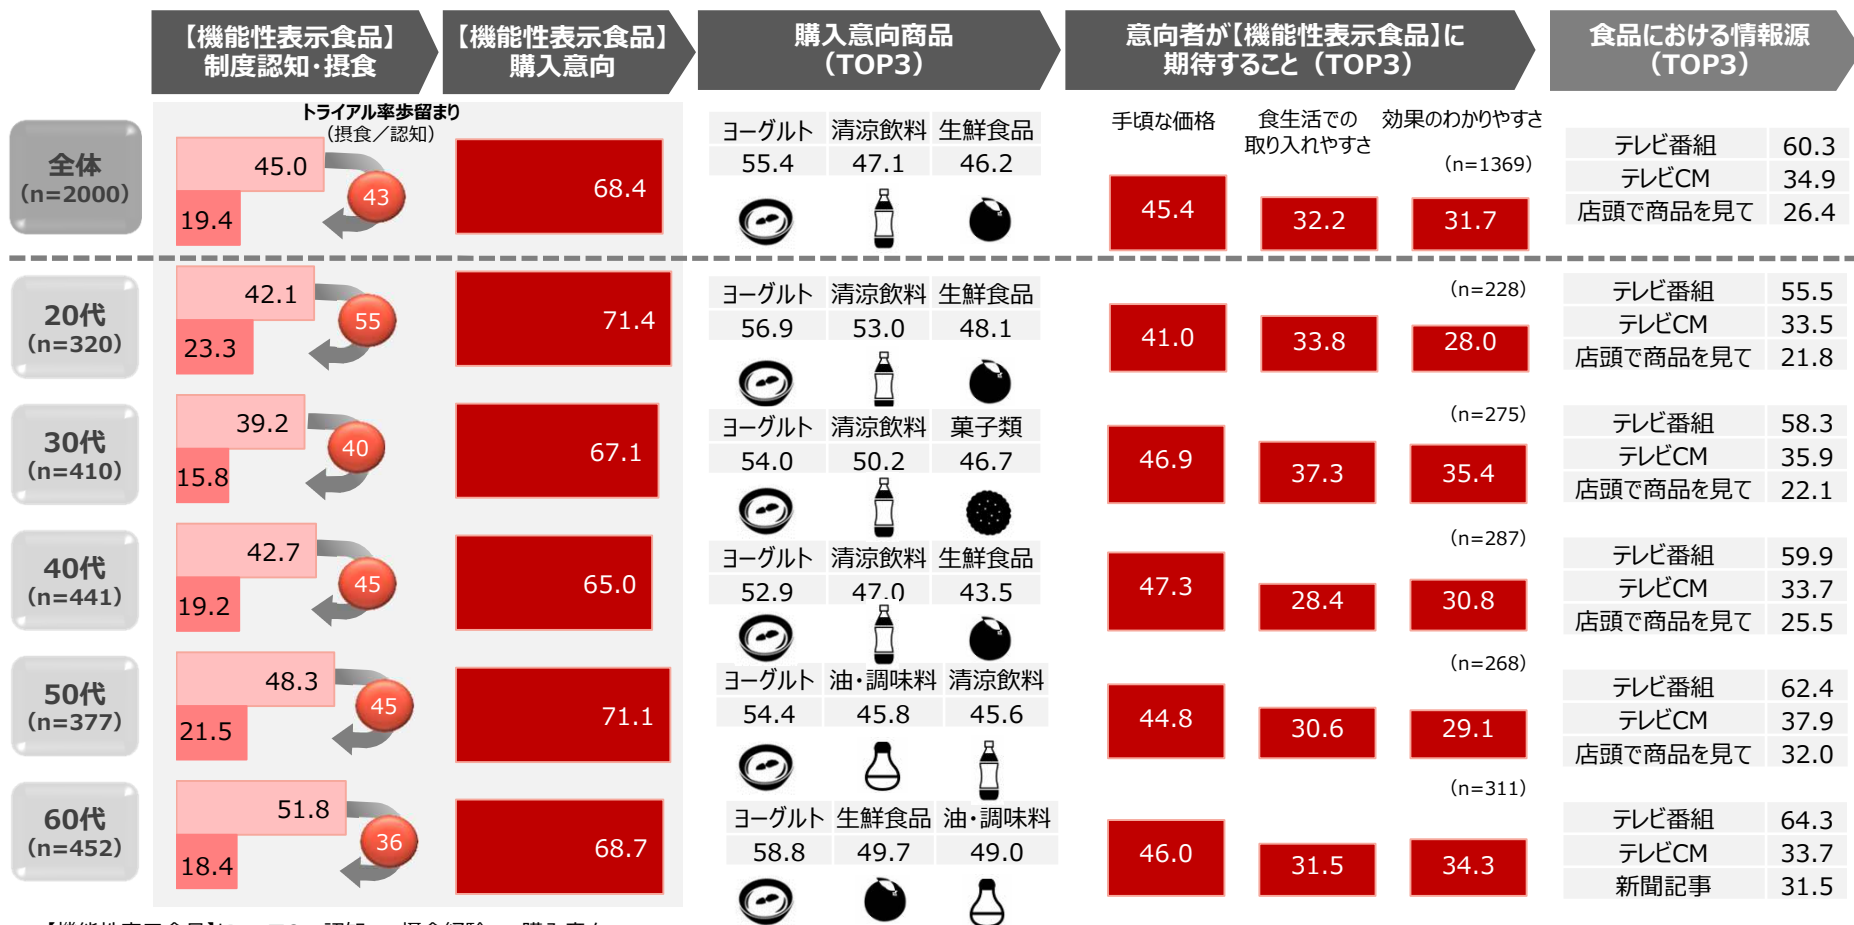 【機能性表示食品】
制度認知・摂食
【機能性表示食品】
購入意向
購入意向商品
（TOP3）
意向者が【機能性表示食品】に
期待すること（TOP3）
食品における情報源
（TOP3）
トライアル率歩留まり
（摂食／認知）
手頃な価格
食生活での
取り入れやすさ
効果のわかりやすさ
全体
（n=2000）
45.0
19.4
43
68.4
ヨーグルト 清涼飲料 生鮮食品
55.4 47.1 46.2
（n=1369）
45.4 32.2 31.7
テレビ番組 60.3
テレビCM 34.9
店頭で商品を見て 26.4
20代
（n=320）
42.1
23.3
55
71.4
ヨーグルト 清涼飲料 生鮮食品
56.9 53.0 48.1
（n=228）
41.0 33.8 28.0
テレビ番組 55.5
テレビCM 33.5
店頭で商品を見て 21.8
30代
（n=410）
39.2
15.8
40
67.1
ヨーグルト 清涼飲料 菓子類
54.0 50.2 46.7
（n=275）
46.9 37.3 35.4
テレビ番組 58.3
テレビCM 35.9
店頭で商品を見て 22.1
40代
（n=441）
42.7
19.2
45
65.0
ヨーグルト 清涼飲料 生鮮食品
52.9 47.0 43.5
（n=287）
47.3 28.4 30.8
テレビ番組 59.9
テレビCM 33.7
店頭で商品を見て 25.5
50代
（n=377）
48.3
21.5
45
71.1
ヨーグルト 油・調味料 清涼飲料
54.4 45.8 45.6
（n=268）
44.8 30.6 29.1
テレビ番組 62.4
テレビCM 37.9
店頭で商品を見て 32.0
60代
（n=452）
51.8
18.4
36
68.7
ヨーグルト 生鮮食品 油・調味料
58.8 49.7 49.0
（n=311）
46.0 31.5 34.3
テレビ番組 64.3
テレビCM 33.7
新聞記事 31.5